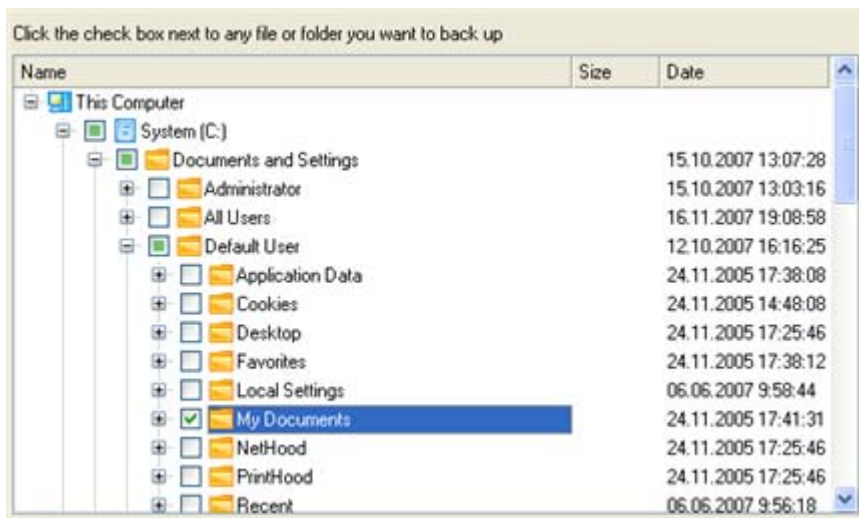 Click the check box next to any file or folder you want to back up
Name Size Date
This Computer
System (C:)
Documents and Settings 15.10.2007 13:07:28
Administrator 15.10.2007 13:03:16
All Users 16.11.2007 19:08:58
Default User 12.10.2007 16:16:25
Application Data 24.11.2005 17:38:08
Cookies 24.11.2005 14:48:08
Desktop 24.11.2005 17:25:46
Favorites 24.11.2005 17:38:12
Local Settings 06.06.2007 9:58:44
My Documents 24.11.2005 17:41:31
NetHood 24.11.2005 17:25:46
PrintHood 24.11.2005 17:25:46
Recent 06.06.2007 9:56:18